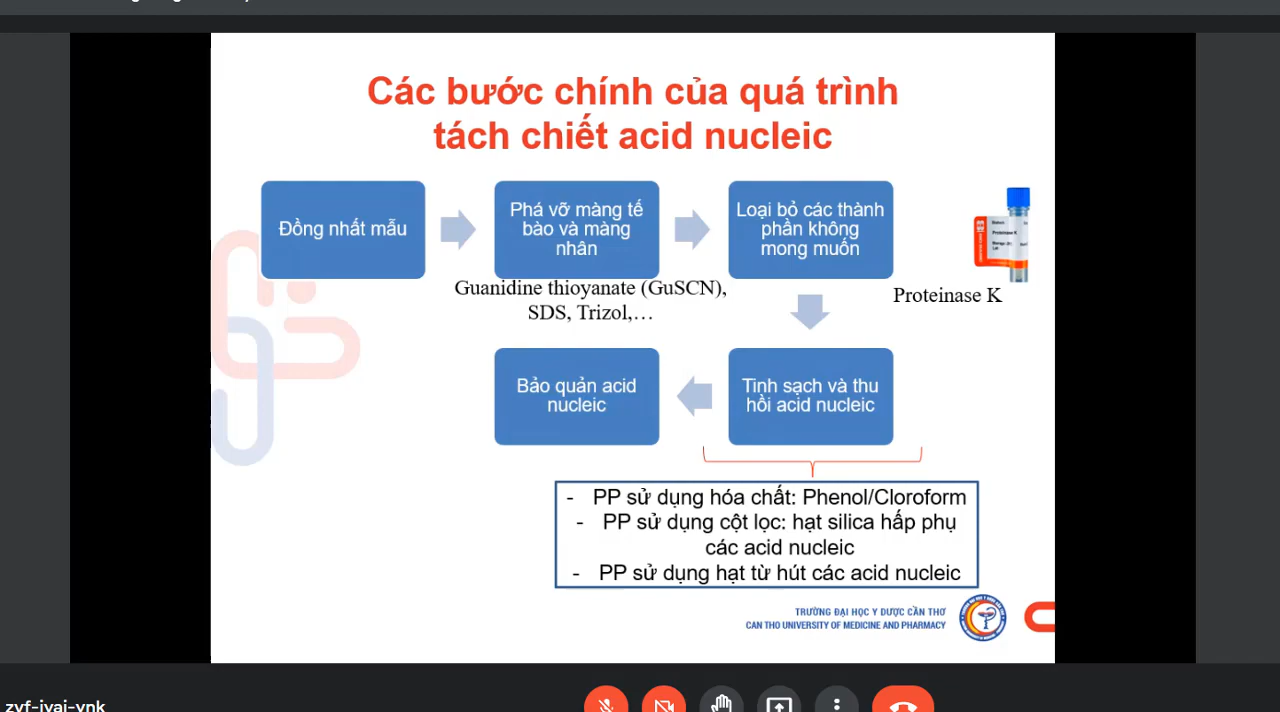 Các bước chính của quá trình
tách chiết acid nucleic
Đồng nhất mẫu
Phá vỡ màng tế
bào và màng
nhân
Loại bỏ các thành
phần không
mong muốn
Guanidine thioyanate (GuSCN),
SDS, Trizol,…
Proteinase K
Proteinase K
Bảo quản acid
nucleic
Tinh sạch và thu
hồi acid nucleic
- PP sử dụng hóa chất: Phenol/Cloroform
- PP sử dụng cột lọc: hạt silica hấp phụ
các acid nucleic
- PP sử dụng hạt từ hút các acid nucleic
TRƯỜNG ĐẠI HỌC Y DƯỢC CẦN THƠ
CAN THO UNIVERSITY OF MEDICINE AND PHARMACY